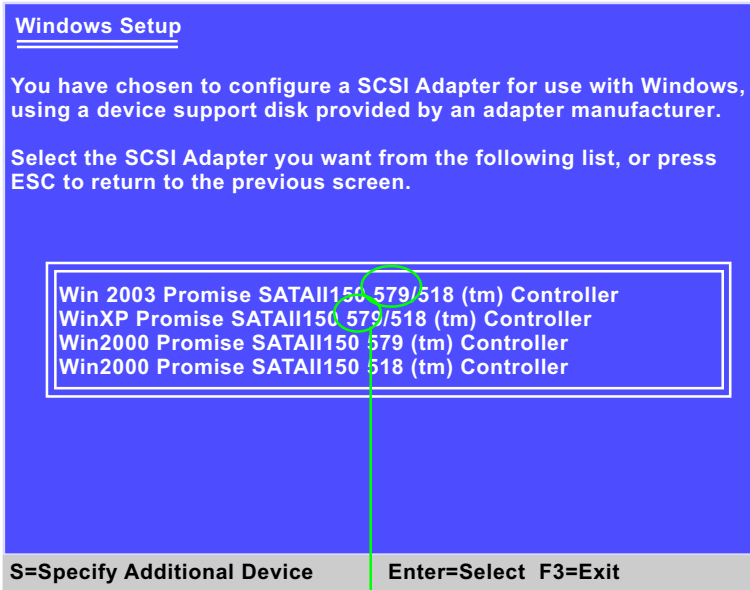 Windows Setup
You have chosen to configure a SCSI Adapter for use with Windows,
using a device support disk provided by an adapter manufacturer.
Select the SCSI Adapter you want from the following list, or press
ESC to return to the previous screen.
Win 2003 Promise SATAII150 579/518 (tm) Controller
WinXP Promise SATAII150 579/518 (tm) Controller
Win2000 Promise SATAII150 579 (tm) Controller
Win2000 Promise SATAII150 518 (tm) Controller
S=Specify Additional Device Enter=Select F3=Exit